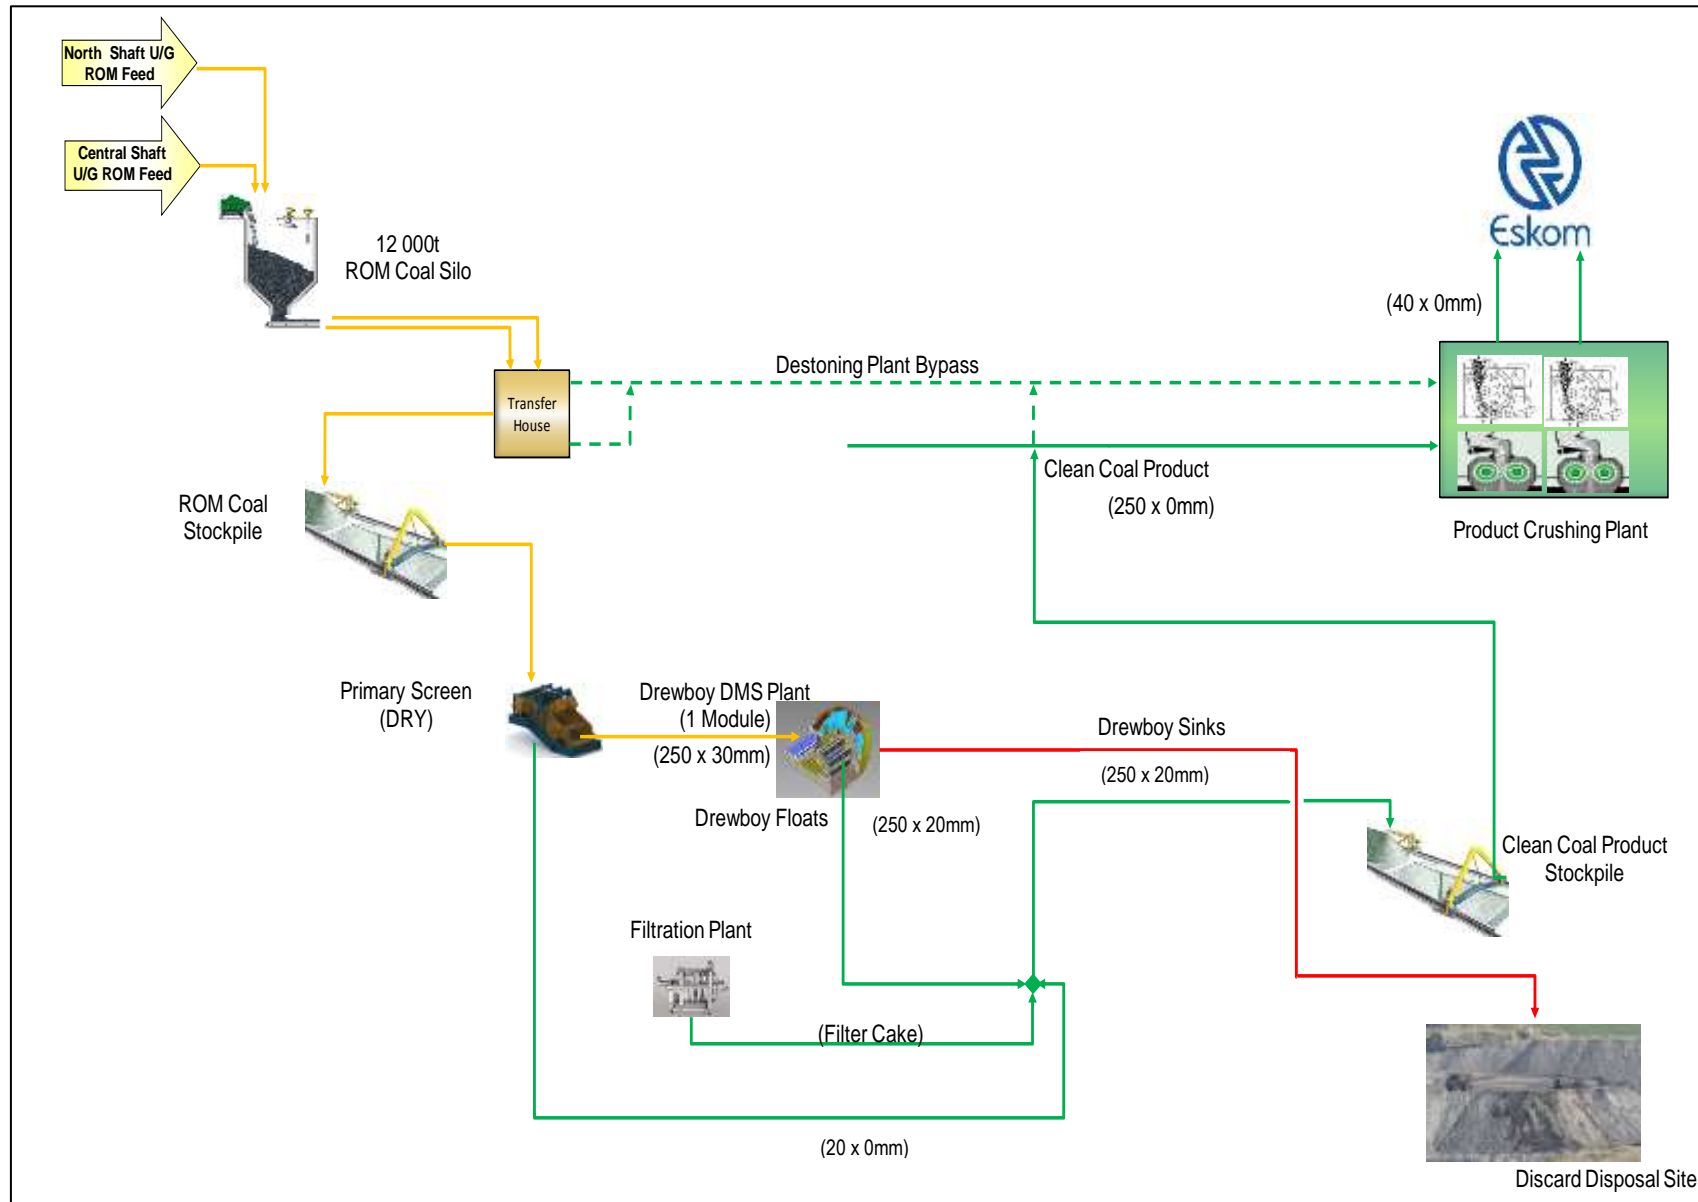 North Shaft U/G
ROM Feed
Central Shaft
U/G ROM Feed
12 000t
ROM Coal Silo
Eskom
(40 x 0mm)
Destoning Plant Bypass
Transfer
House
Clean Coal Product
(250 x 0mm)
ROM Coal
Stockpile
Product Crushing Plant
Primary Screen
(DRY)
Drewboy DMS Plant
(1 Module)
(250 x 30mm)
Drewboy Sinks
(250 x 20mm)
Drewboy Floats
(250 x 20mm)
Clean Coal Product
Stockpile
Filtration Plant
(Filter Cake)
(20 x 0mm)
Discard Disposal Site